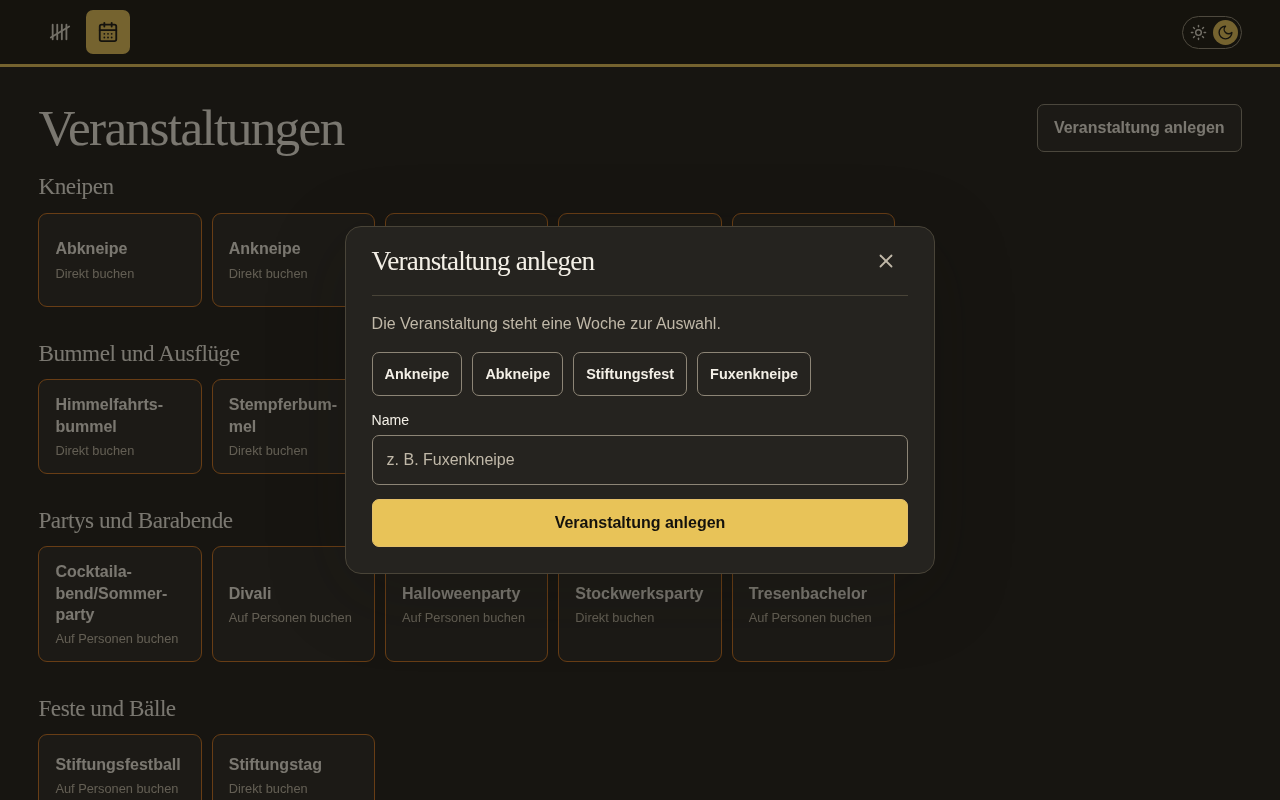 Veranstaltungen
Veranstaltung anlegen
Kneipen
Abkneipe
Direkt buchen
Ankneipe
Direkt buchen
Veranstaltung anlegen
Die Veranstaltung steht eine Woche zur Auswahl.
Ankneipe
Abkneipe
Stiftungsfest
Fuxenkneipe
Name
z. B. Fuxenkneipe
Veranstaltung anlegen
Bummel und Ausflüge
Himmelfahrts-
bummel
Direkt buchen
Stempferbum-
mel
Direkt buchen
Partys und Barabende
Cocktaila-
bend/Sommer-
party
Auf Personen buchen
Divali
Auf Personen buchen
Halloweenparty
Auf Personen buchen
Stockwerksparty
Direkt buchen
Tresenbachelor
Auf Personen buchen
Feste und Bälle
Stiftungsfestball
Auf Personen buchen
Stiftungstag
Direkt buchen